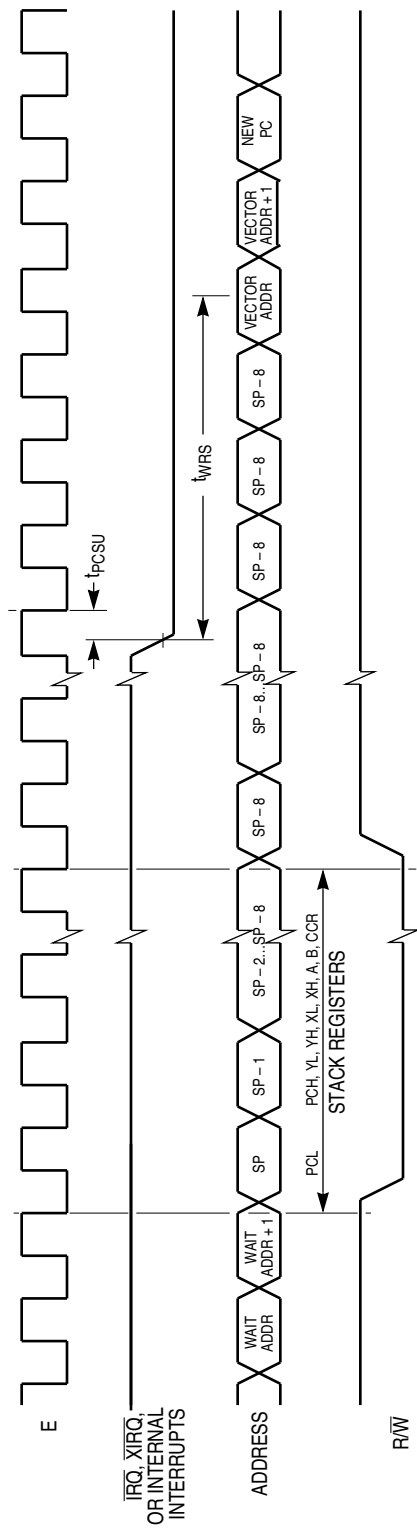 E
t_PCSU
IRQ, XIRQ,
OR INTERNAL
INTERRUPTS
t_WRS
ADDRESS
WAIT
ADDR
WAIT
ADDR + 1
SP
SP – 1
SP – 2...SP – 8
SP – 8
SP – 8...SP – 8
SP – 8
SP – 8
SP – 8
VECTOR
ADDR
VECTOR
ADDR + 1
NEW
PC
PCL
PCH, YL, YH, XL, XH, A, B, CCR
STACK REGISTERS
R/W